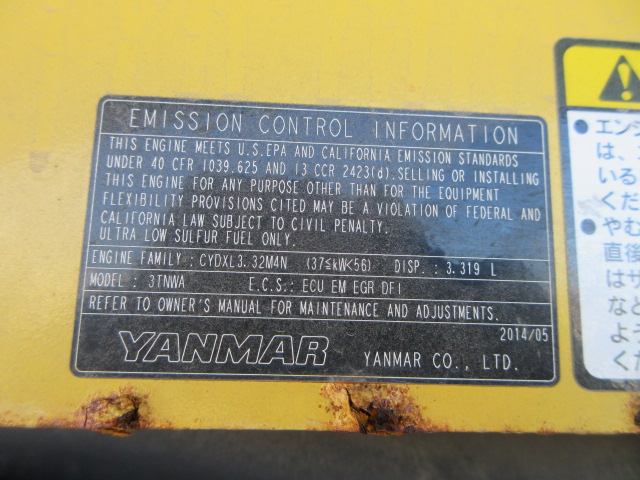 EMISSION CONTROL INFORMATION
THIS ENGINE MEETS U.S.EPA AND CALIFORNIA EMISSION STANDARDS
UNDER 40 CFR 1039.625 AND 13 CCR 2423(d).SELLING OR INSTALLING
THIS ENGINE FOR ANY PURPOSE OTHER THAN FOR THE EQUIPMENT
FLEXIBILITY PROVISIONS CITED MAY BE A VIOLATION OF FEDERAL AND
CALIFORNIA LAW SUBJECT TO CIVIL PENALTY.
ULTRA LOW SULFUR FUEL ONLY.
ENGINE FAMILY : CYDXL3.32M4N (37≦kW<56) DISP. : 3.319 L
MODEL : 3TNWA E.C.S.: ECU EM EGR DFI
REFER TO OWNER'S MANUAL FOR MAINTENANCE AND ADJUSTMENTS.
2014/05
YANMAR YANMAR CO., LTD.
●エンジ
は、
いる
くだ
●やむ
直後
はや
など
よっ
くだ